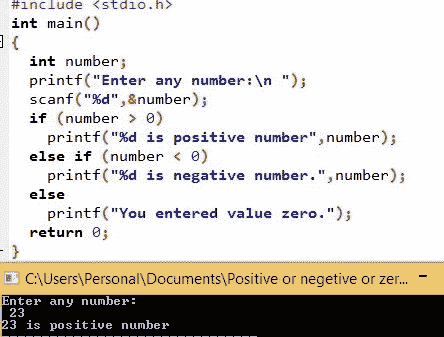 #include <stdio.h>
int main()
{
int number;
printf("Enter any number:\n ");
scanf("%d",&number);
if (number > 0)
printf("%d is positive number",number);
else if (number < 0)
printf("%d is negative number.",number);
else
printf("You entered value zero.");
return 0;
}
C:\Users\Personal\Documents\Positive or negetive or zer...
Enter any number:
23
23 is positive number